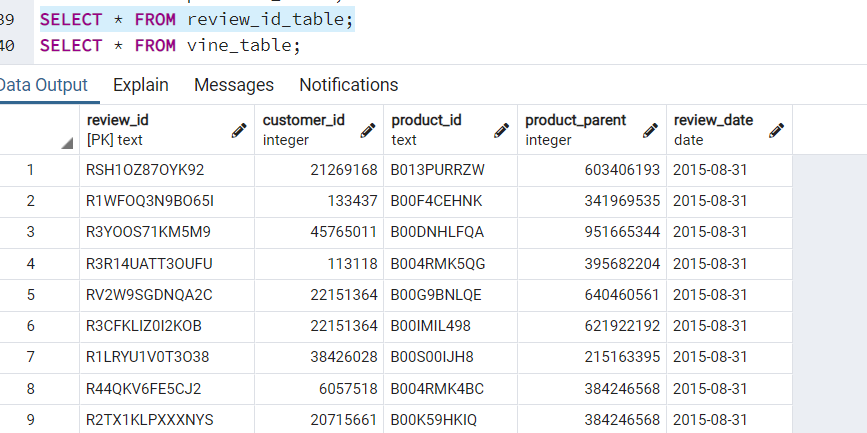 39 SELECT * FROM review_id_table;
40 SELECT * FROM vine_table;
Data Output Explain Messages Notifications
review_id customer_id product_id product_parent review_date
[PK] text integer text integer date
1 RSH1OZ87OYK92 21269168 B013PURRZW 603406193 2015-08-31
2 R1WFOQ3N9BO65I 133437 B00F4CEHNK 341969535 2015-08-31
3 R3YOOS71KM5M9 45765011 B00DNHLFQA 951665344 2015-08-31
4 R3R14UATT3OUFU 113118 B004RMK5QG 395682204 2015-08-31
5 RV2W9SGDNQA2C 22151364 B00G9BNLQE 640460561 2015-08-31
6 R3CFKLIZ0I2KOB 22151364 B00IMIL498 621922192 2015-08-31
7 R1LRYU1V0T3O38 38426028 B00S00IJH8 215163395 2015-08-31
8 R44QKV6FE5CJ2 6057518 B004RMK4BC 384246568 2015-08-31
9 R2TX1KLPXXXNYS 20715661 B00K59HKIQ 384246568 2015-08-31